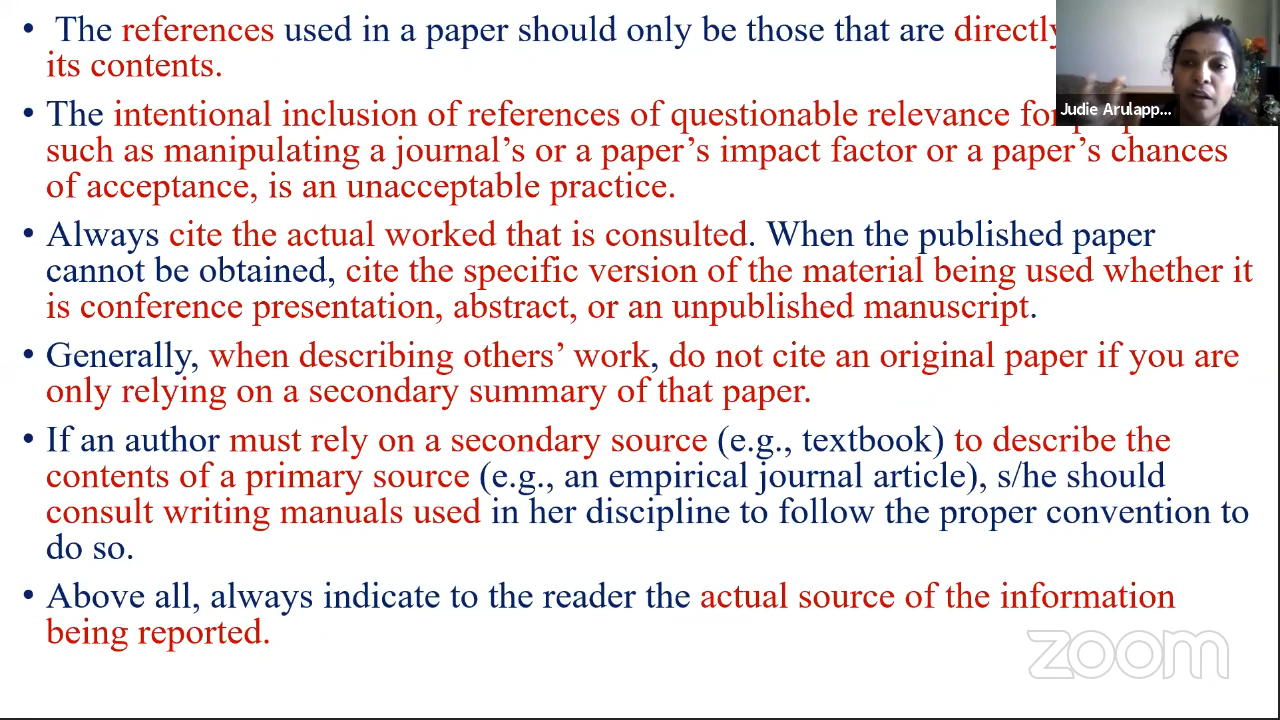 • The references used in a paper should only be those that are directly
its contents.
• The intentional inclusion of references of questionable relevance for
such as manipulating a journal's or a paper's impact factor or a paper's chances
of acceptance, is an unacceptable practice.
• Always cite the actual worked that is consulted. When the published paper
cannot be obtained, cite the specific version of the material being used whether it
is conference presentation, abstract, or an unpublished manuscript.
• Generally, when describing others' work, do not cite an original paper if you are
only relying on a secondary summary of that paper.
• If an author must rely on a secondary source (e.g., textbook) to describe the
contents of a primary source (e.g., an empirical journal article), s/he should
consult writing manuals used in her discipline to follow the proper convention to
do so.
• Above all, always indicate to the reader the actual source of the information
being reported.
Judie Arulapp...
zoom